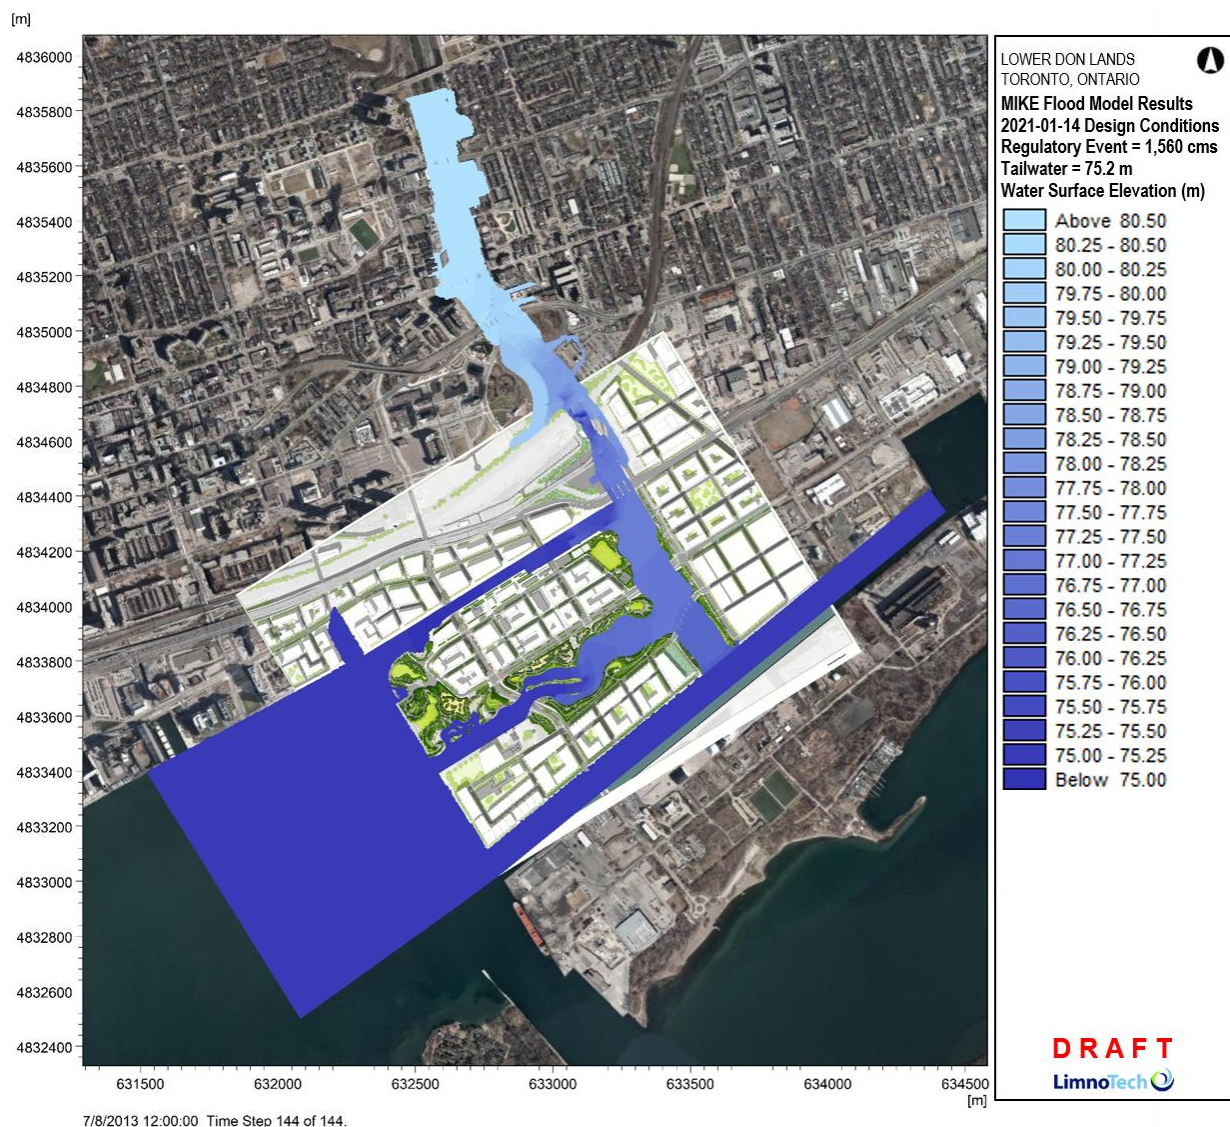 [m]
4836000
4835800
4835600
4835400
4835200
4835000
4834800
4834600
4834400
4834200
4834000
4833800
4833600
4833400
4833200
4833000
4832800
4832600
4832400
631500 632000 632500 633000 633500 634000 634500
[m]
7/8/2013 12:00:00 Time Step 144 of 144.
LOWER DON LANDS
TORONTO, ONTARIO
MIKE Flood Model Results
2021-01-14 Design Conditions
Regulatory Event = 1,560 cms
Tailwater = 75.2 m
Water Surface Elevation (m)
Above 80.50
80.25 - 80.50
80.00 - 80.25
79.75 - 80.00
79.50 - 79.75
79.25 - 79.50
79.00 - 79.25
78.75 - 79.00
78.50 - 78.75
78.25 - 78.50
78.00 - 78.25
77.75 - 78.00
77.50 - 77.75
77.25 - 77.50
77.00 - 77.25
76.75 - 77.00
76.50 - 76.75
76.25 - 76.50
76.00 - 76.25
75.75 - 76.00
75.50 - 75.75
75.25 - 75.50
75.00 - 75.25
Below 75.00
DRAFT
LimnoTech